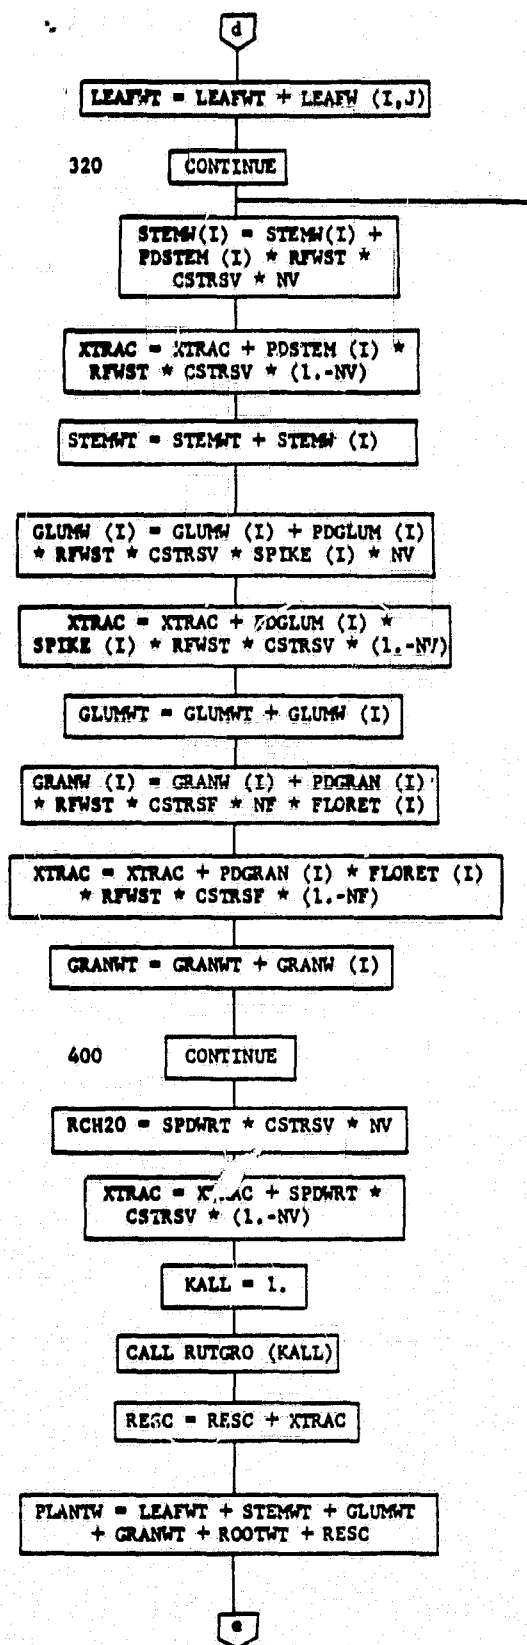 d
LEAFWT = LEAFWT + LEAFW (I,J)
320 CONTINUE
STEMW(I) = STEMW(I) +
PDSTEM (I) * RFWST *
CSTRSV * NV
XTRAC = XTRAC + PDSTEM (I) *
RFWST * CSTRSV * (1.-NV)
STEMWT = STEMWT + STEMW (I)
GLUMW (I) = GLUMW (I) + PDGLUM (I)
* RFWST * CSTRSV * SPIKE (I) * NV
XTRAC = XTRAC + PDGLUM (I) *
SPIKE (I) * RFWST * CSTRSV * (1.-NV)
GLUMWT = GLUMWT + GLUMW (I)
GRANW (I) = GRANW (I) + PDGRAN (I)
* RFWST * CSTRSF * NF * FLORET (I)
XTRAC = XTRAC + PDGRAN (I) * FLORET (I)
* RFWST * CSTRSF * (1.-NF)
GRANWT = GRANWT + GRANW (I)
400 CONTINUE
RCH20 = SPDWRT * CSTRSV * NV
XTRAC = XTRAC + SPDWRT *
CSTRSV * (1.-NV)
KALL = 1.
CALL RUTGRO (KALL)
RESC = RESC + XTRAC
PLANTW = LEAFWT + STEMWT + GLUMWT
+ GRANWT + ROOTWT + RESC
e